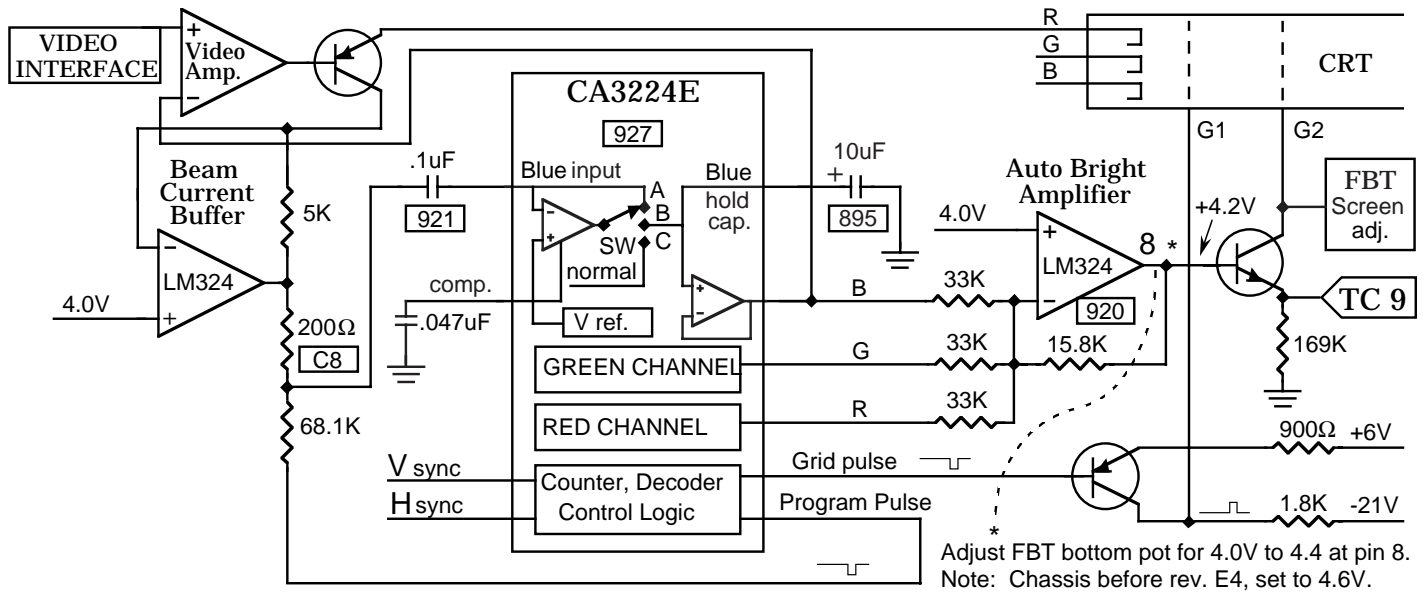 VIDEO
INTERFACE
+
Video
Amp.
−
R
G
B
CRT
G1
G2
CA3224E
927
Beam
Current
Buffer
5K
.1uF
921
Blue input
A
B
C
SW
normal
Blue
hold
cap.
10uF
+
895
Auto Bright
Amplifier
4.0V
+
LM324
−
920
8 *
+4.2V
FBT
Screen
adj.
TC 9
169K
−
LM324
+
4.0V
200Ω
C8
comp.
.047uF
-
+
V ref.
+
-
B
33K
G
33K
15.8K
R
33K
GREEN CHANNEL
RED CHANNEL
68.1K
V sync
H sync
Counter, Decoder
Control Logic
Grid pulse
Program Pulse
900Ω
+6V
1.8K
-21V
*
Adjust FBT bottom pot for 4.0V to 4.4 at pin 8.
Note: Chassis before rev. E4, set to 4.6V.